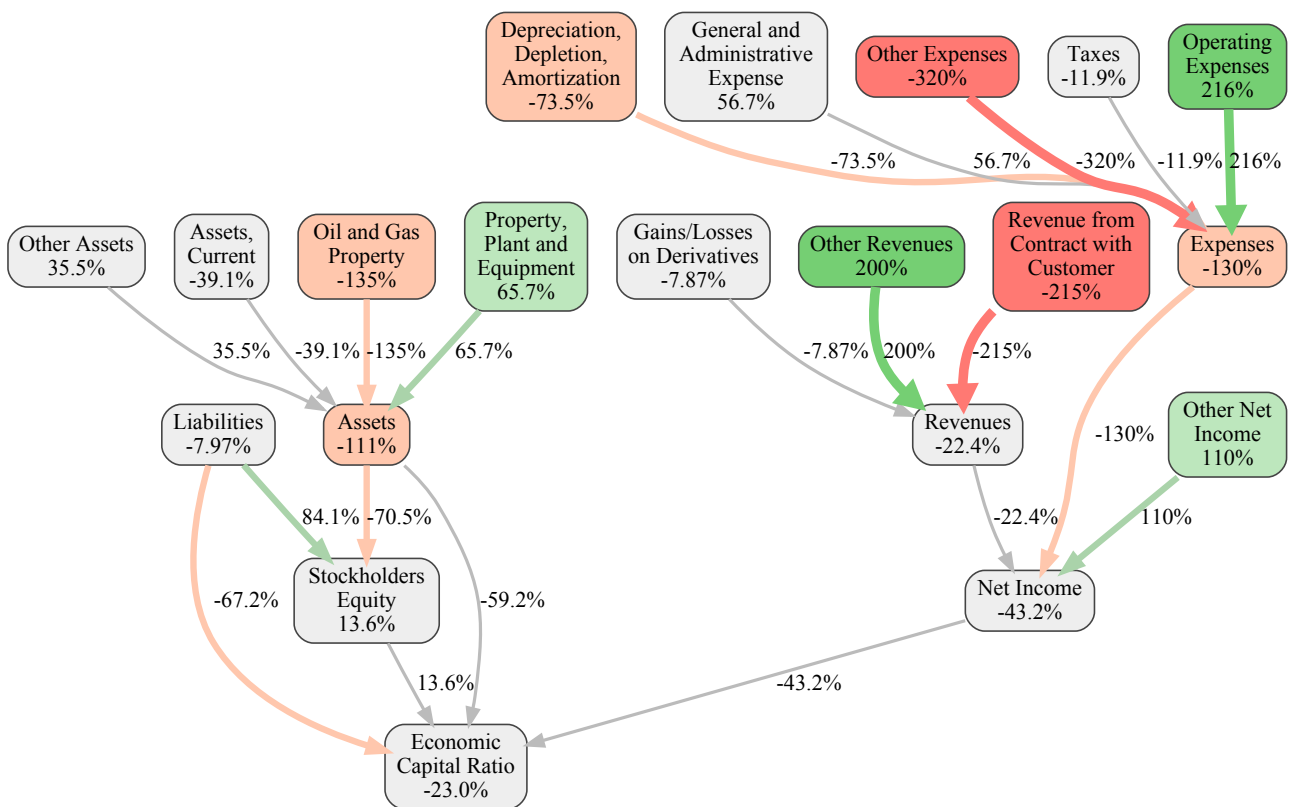 Depreciation,
Depletion,
Amortization
-73.5%
General and
Administrative
Expense
56.7%
Other Expenses
-320%
Taxes
-11.9%
Operating
Expenses
216%
-73.5%
56.7%
-320%
-11.9%
216%
Other Assets
35.5%
Assets,
Current
-39.1%
Oil and Gas
Property
-135%
Property,
Plant and
Equipment
65.7%
Gains/Losses
on Derivatives
-7.87%
Other Revenues
200%
Revenue from
Contract with
Customer
-215%
Expenses
-130%
35.5%
-39.1%
-135%
65.7%
-7.87%
200%
-215%
Liabilities
-7.97%
Assets
-111%
Revenues
-22.4%
-130%
Other Net
Income
110%
84.1%
-70.5%
-22.4%
110%
-67.2%
Stockholders
Equity
13.6%
-59.2%
Net Income
-43.2%
13.6%
-43.2%
Economic
Capital Ratio
-23.0%